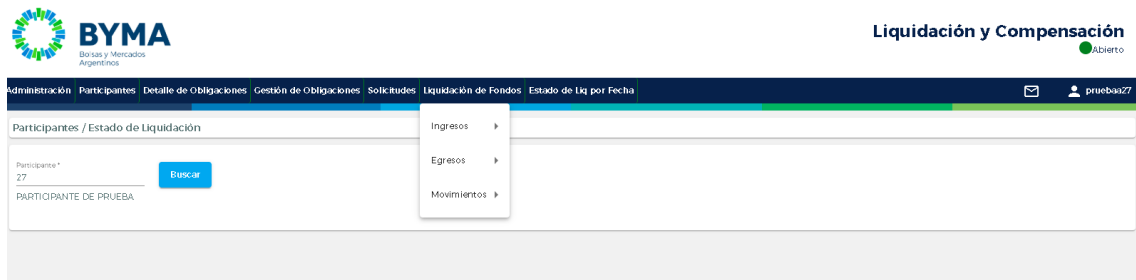 BYMA
Bolsas y Mercados
Argentinos
Liquidación y Compensación
Abierto
Administración Participantes Detalle de Obligaciones Gestión de Obligaciones Solicitudes Liquidación de Fondos Estado de Liq por Fecha pruebaa27
Participantes / Estado de Liquidación
Ingresos
Egresos
Movimientos
Participante *
27
Buscar
PARTICIPANTE DE PRUEBA